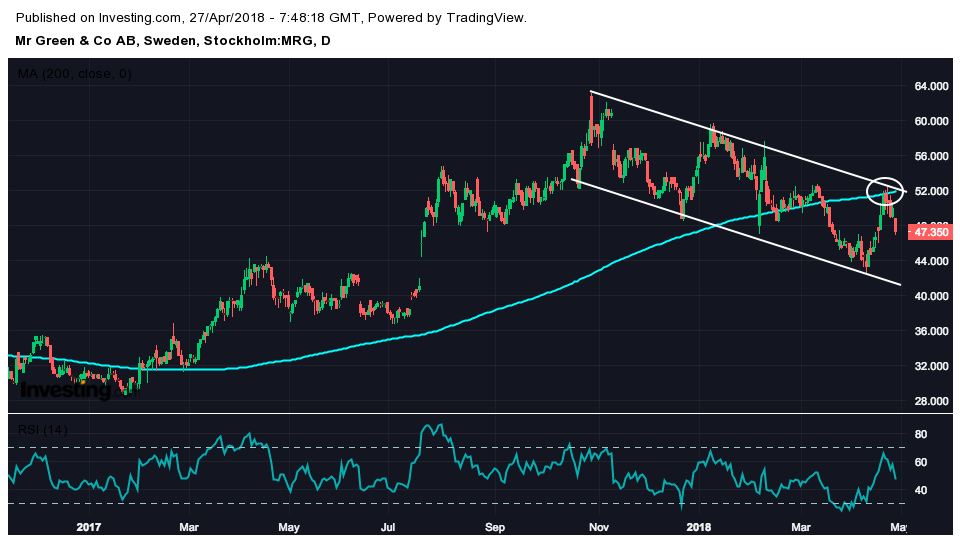 Published on Investing.com, 27/Apr/2018 - 7:48:18 GMT, Powered by TradingView.
Mr Green & Co AB, Sweden, Stockholm:MRG, D
MA (200, close, 0)
64.000
60.000
56.000
52.000
48.000
47.350
44.000
40.000
36.000
32.000
28.000
Investing
RSI (14)
80
60
40
2017 Mar May Jul Sep Nov 2018 Mar May